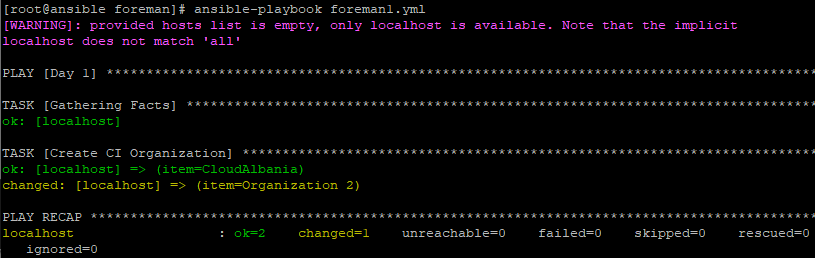 [root@ansible foreman]# ansible-playbook foreman1.yml
[WARNING]: provided hosts list is empty, only localhost is available. Note that the implicit
localhost does not match 'all'
PLAY [Day 1] *****************************************************************************************
TASK [Gathering Facts] *******************************************************************************
ok: [localhost]
TASK [Create CI Organization] ************************************************************************
ok: [localhost] => (item=CloudAlbania)
changed: [localhost] => (item=Organization 2)
PLAY RECAP *******************************************************************************************
localhost                  : ok=2    changed=1    unreachable=0    failed=0    skipped=0    rescued=0
   ignored=0